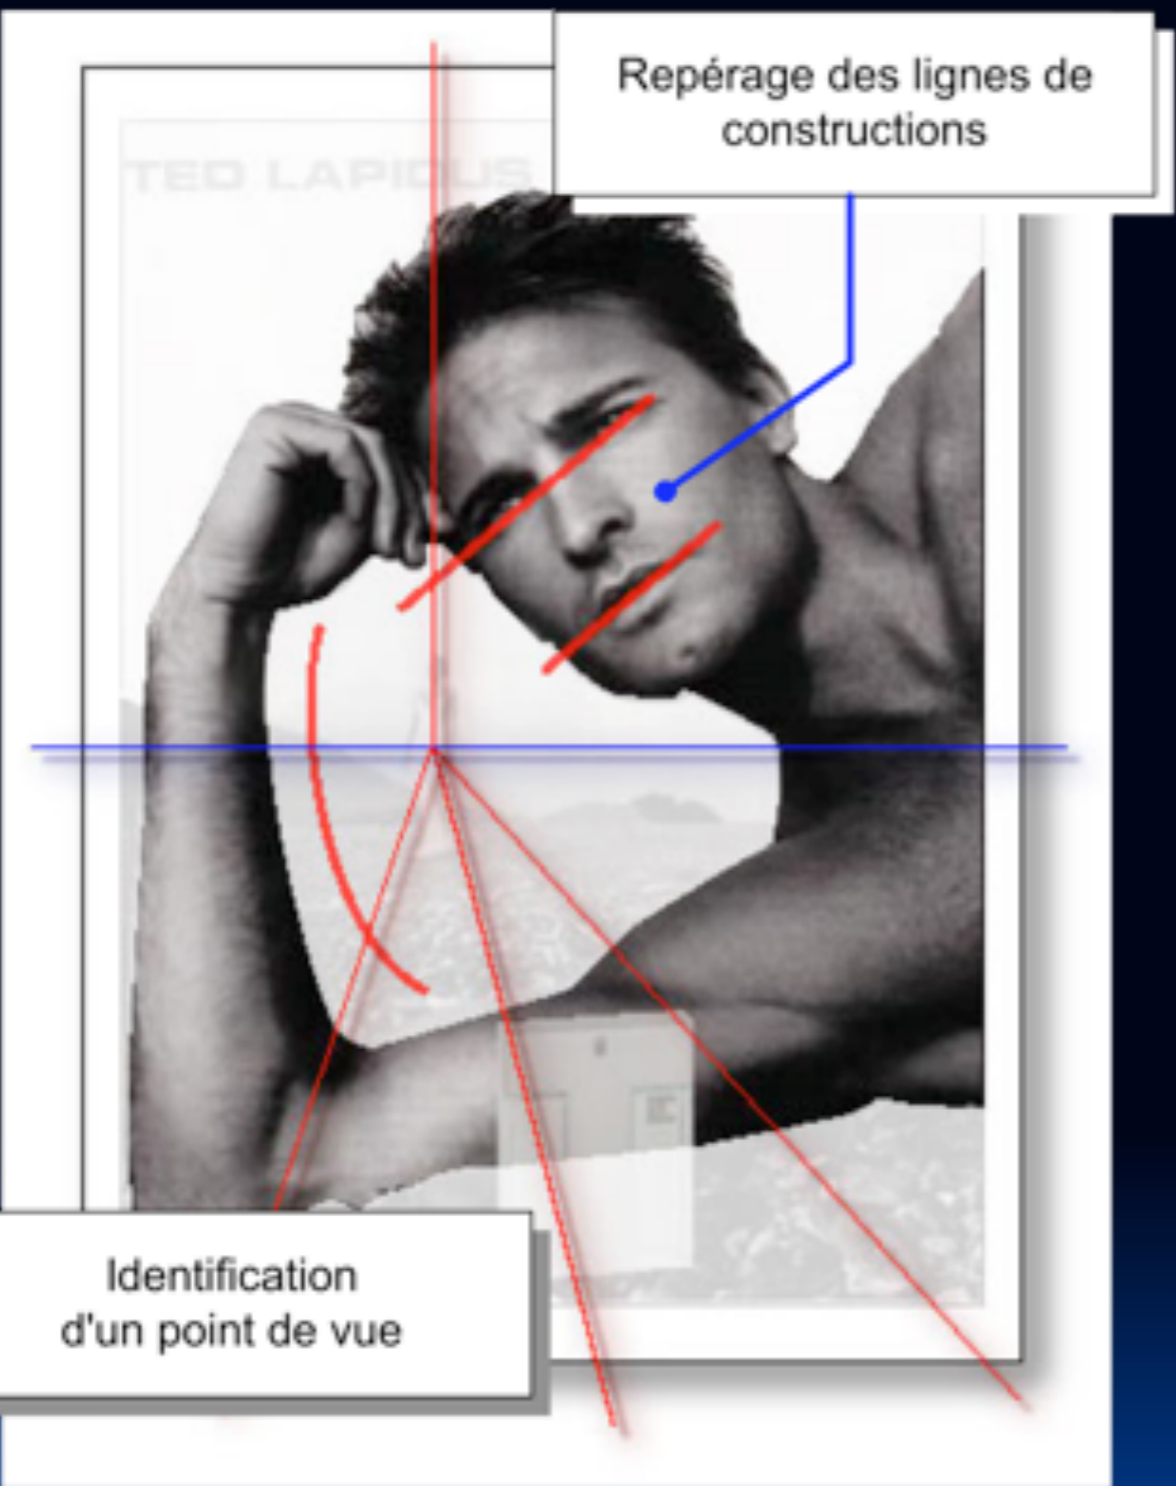 Repérage des lignes de
constructions
TED LAPIDUS
Identification
d'un point de vue